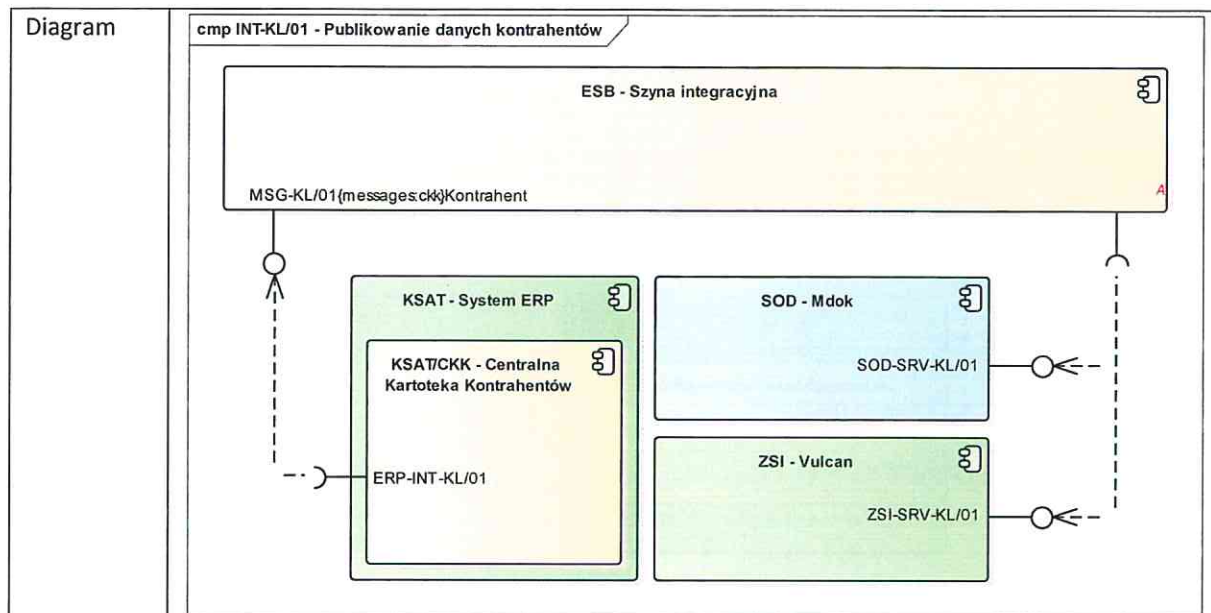 Diagram
cmp INT-KL/01 - Publikowanie danych kontrahentów
ESB - Szyna integracyjna
MSG-KL/01{messages:ckk}Kontrahent
A
KSAT - System ERP
KSAT/CKK - Centralna
Kartoteka Kontrahentów
ERP-INT-KL/01
SOD - Mdok
SOD-SRV-KL/01
ZSI - Vulcan
ZSI-SRV-KL/01